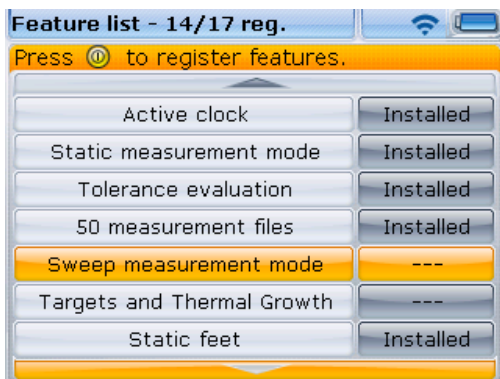 Feature list - 14/17 reg.
Press to register features.
Active clock Installed
Static measurement mode Installed
Tolerance evaluation Installed
50 measurement files Installed
Sweep measurement mode ---
Targets and Thermal Growth ---
Static feet Installed